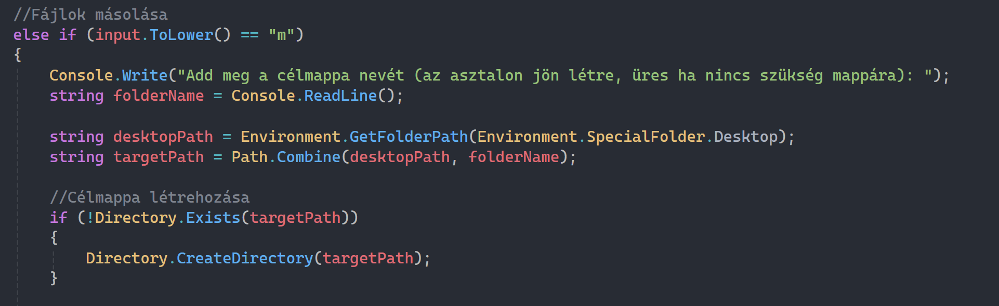 //Fájlok másolása
else if (input.ToLower() == "m")
{
    Console.Write("Add meg a célmappa nevét (az asztalon jön létre, üres ha nincs szükség mappára): ");
    string folderName = Console.ReadLine();

    string desktopPath = Environment.GetFolderPath(Environment.SpecialFolder.Desktop);
    string targetPath = Path.Combine(desktopPath, folderName);

    //Célmappa létrehozása
    if (!Directory.Exists(targetPath))
    {
        Directory.CreateDirectory(targetPath);
    }